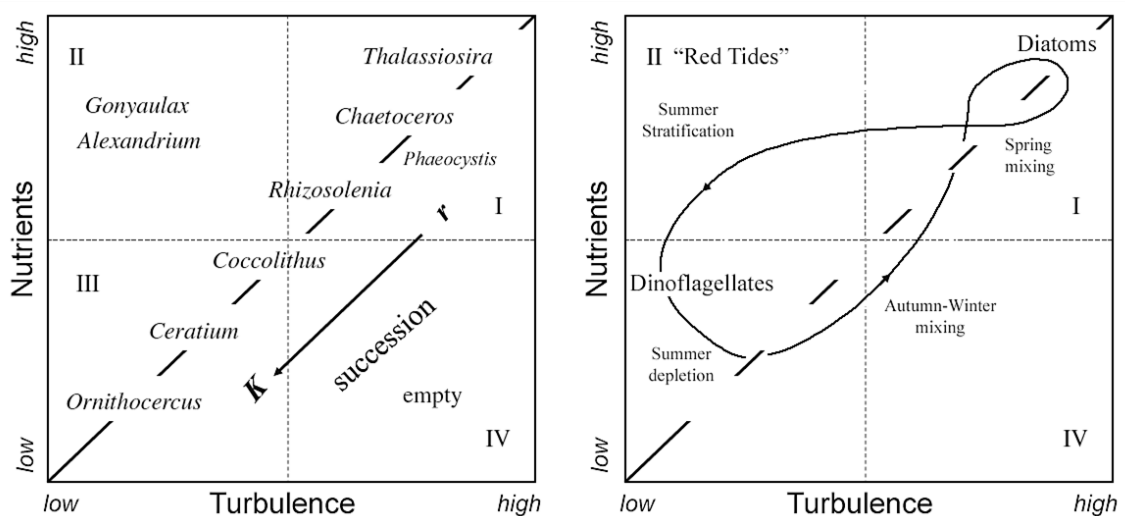 high
Nutrients
low
II
Thalassiosira
Gonyaulax
Alexandrium
Chaetoceros
Phaeocystis
Rhizosolenia
I
r
Coccolithus
III
Ceratium
succession
K
Ornithocercus
empty
IV
low
Turbulence
high
high
Nutrients
low
II "Red Tides"
Diatoms
Summer
Stratification
Spring
mixing
I
Dinoflagellates
Autumn-Winter
mixing
Summer
depletion
IV
low
Turbulence
high